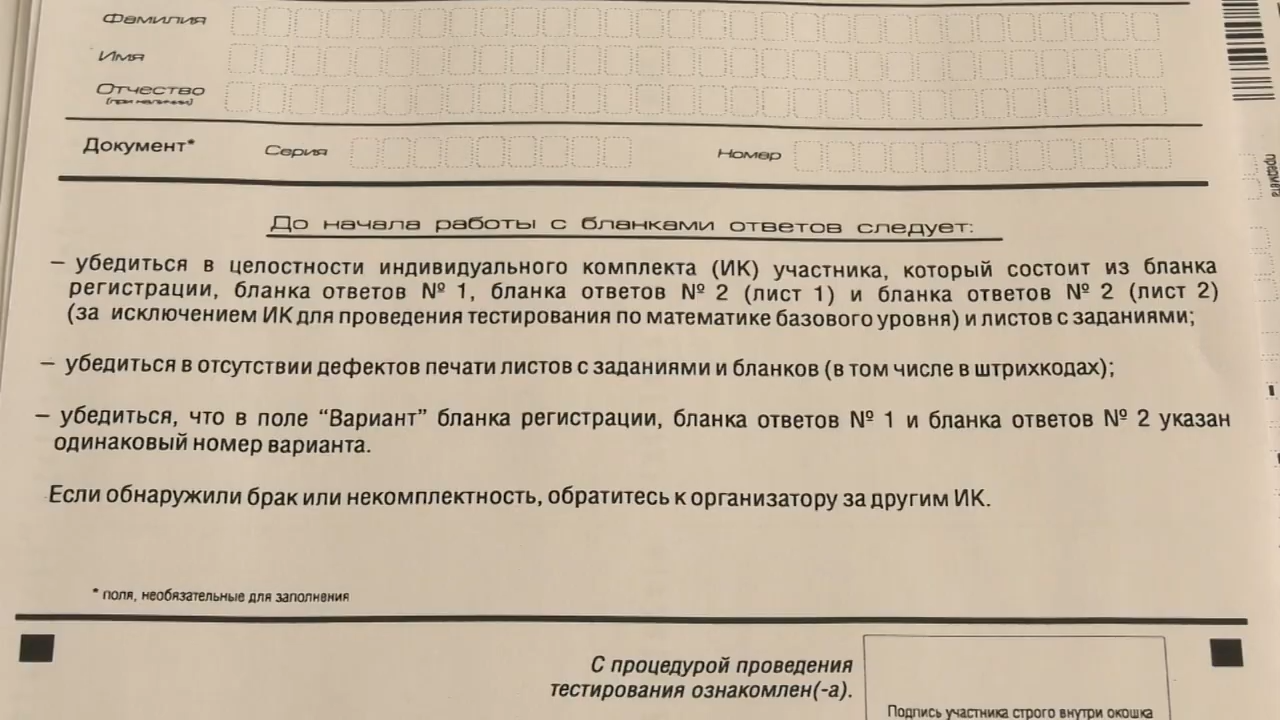 Фамилия
Имя
Отчество
(при наличии)
Документ* Серия Номер
До начала работы с бланками ответов следует:
– убедиться в целостности индивидуального комплекта (ИК) участника, который состоит из бланка
регистрации, бланка ответов № 1, бланка ответов № 2 (лист 1) и бланка ответов № 2 (лист 2)
(за исключением ИК для проведения тестирования по математике базового уровня) и листов с заданиями;
– убедиться в отсутствии дефектов печати листов с заданиями и бланков (в том числе в штрихкодах);
– убедиться, что в поле “Вариант” бланка регистрации, бланка ответов № 1 и бланка ответов № 2 указан
одинаковый номер варианта.
Если обнаружили брак или некомплектность, обратитесь к организатору за другим ИК.
* поля, необязательные для заполнения
С процедурой проведения
тестирования ознакомлен(-а).
Подпись участника строго внутри окошка
предмета